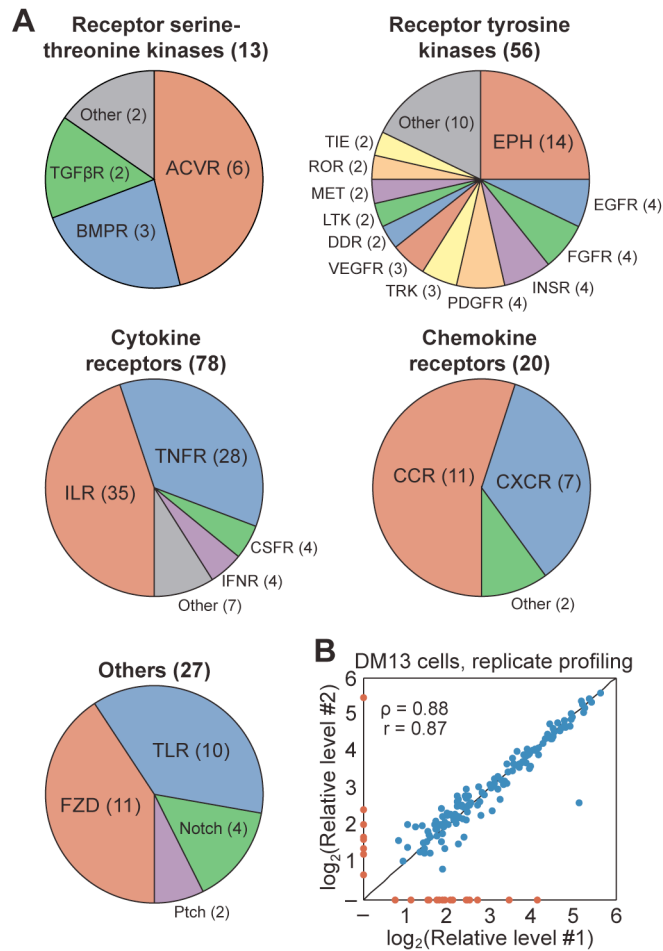 A
Receptor serine-
threonine kinases (13)
Other (2)
ACVR (6)
TGFβR (2)
BMPR (3)
Receptor tyrosine
kinases (56)
Other (10)
EPH (14)
TIE (2)
ROR (2)
MET (2)
LTK (2)
DDR (2)
VEGFR (3)
TRK (3)
PDGFR (4)
INSR (4)
FGFR (4)
EGFR (4)
Cytokine
receptors (78)
TNFR (28)
ILR (35)
CSFR (4)
IFNR (4)
Other (7)
Chemokine
receptors (20)
CCR (11)
CXCR (7)
Other (2)
Others (27)
TLR (10)
FZD (11)
Notch (4)
Ptch (2)
B
DM13 cells, replicate profiling
ρ = 0.88
r = 0.87
log₂(Relative level #2)
6
5
4
3
2
1
–
– 1 2 3 4 5 6
log₂(Relative level #1)